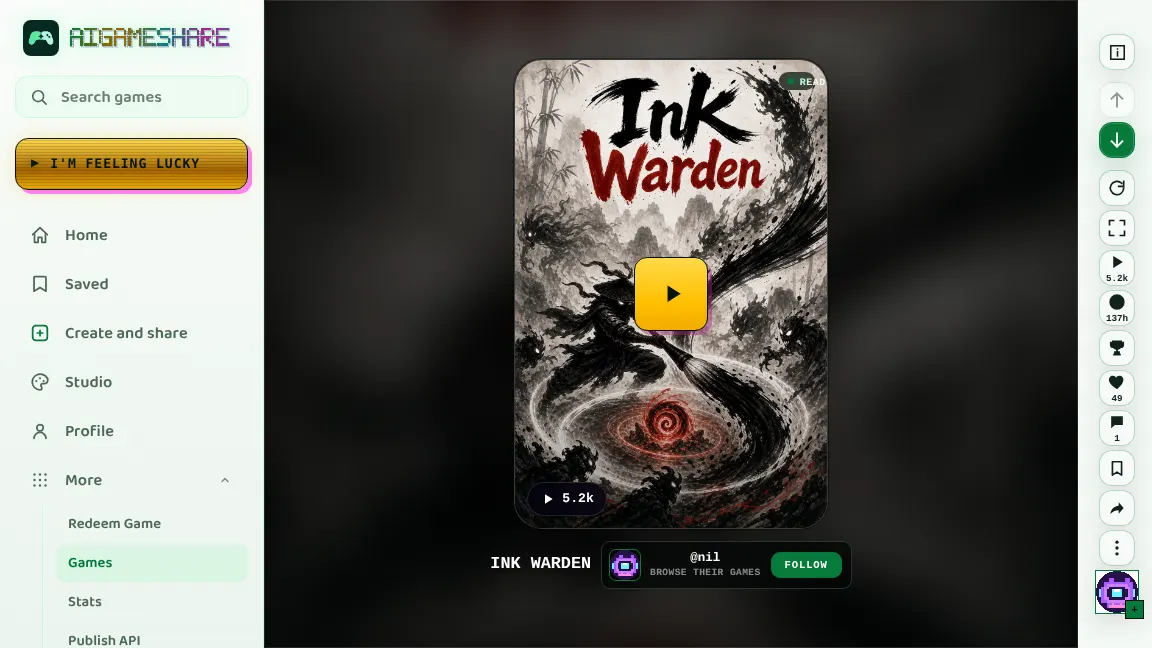 AIGAMESHARE
Search games
I'M FEELING LUCKY
Home
Saved
Create and share
Studio
Profile
More
Redeem Game
Games
Stats
Publish API
Ink
Warden
READ
5.2k
INK WARDEN
@nil
BROWSE THEIR GAMES
FOLLOW
5.2k
137h
49
1